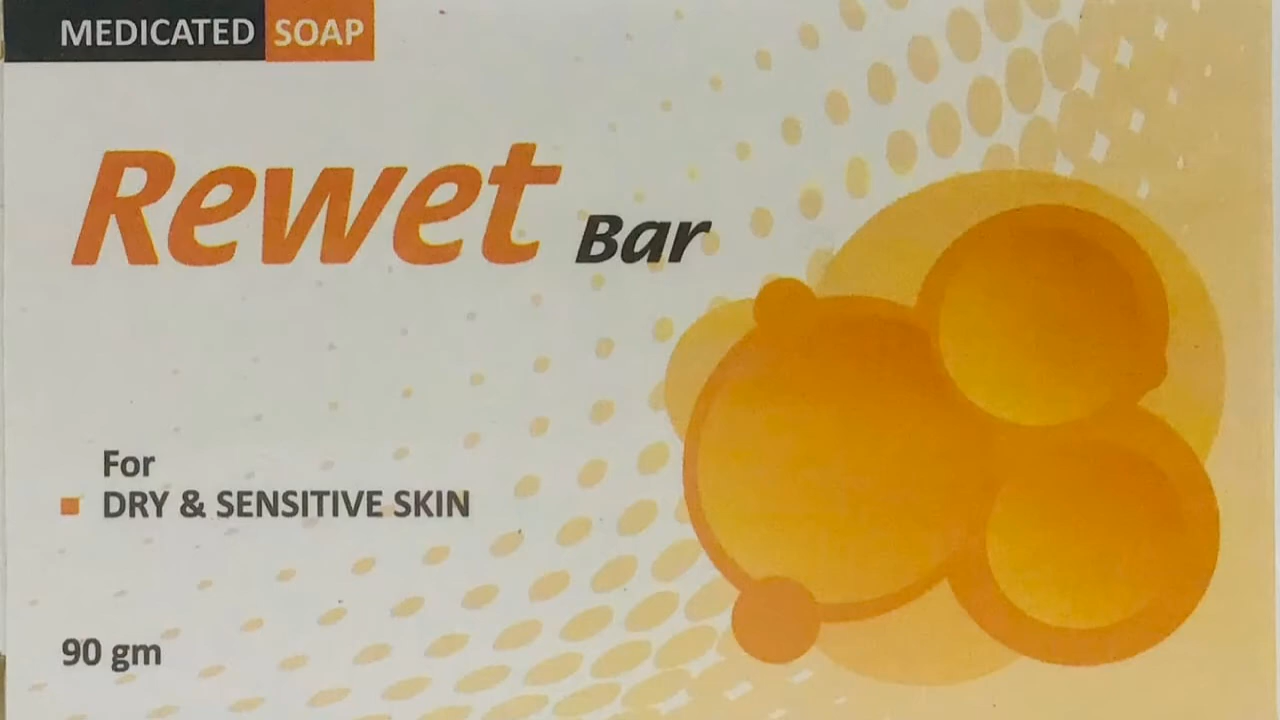 MEDICATED SOAP
Rewet Bar
For
DRY & SENSITIVE SKIN
90 gm